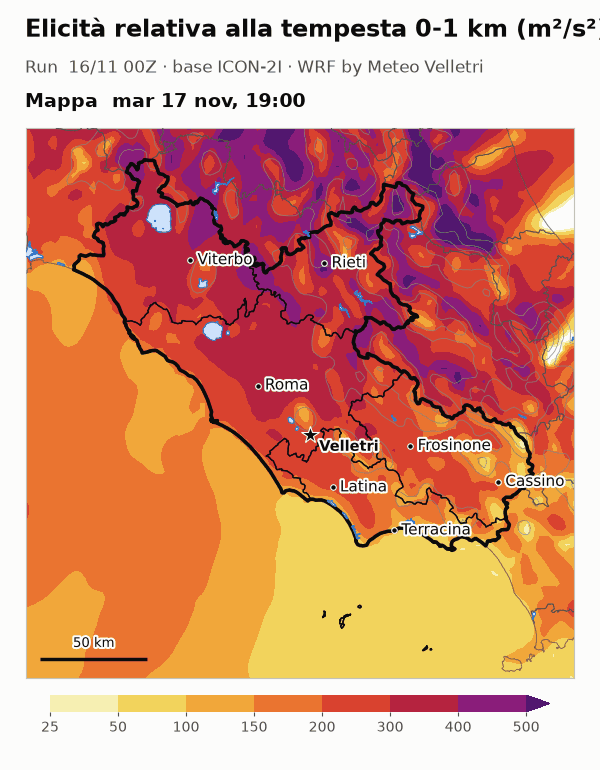 Elicità relativa alla tempesta 0-1 km (m²/s²)
Run 16/11 00Z · base ICON-2I · WRF by Meteo Velletri
Mappa mar 17 nov, 19:00
Viterbo
Rieti
Roma
Velletri
Frosinone
Latina
Cassino
Terracina
50 km
25 50 100 150 200 300 400 500